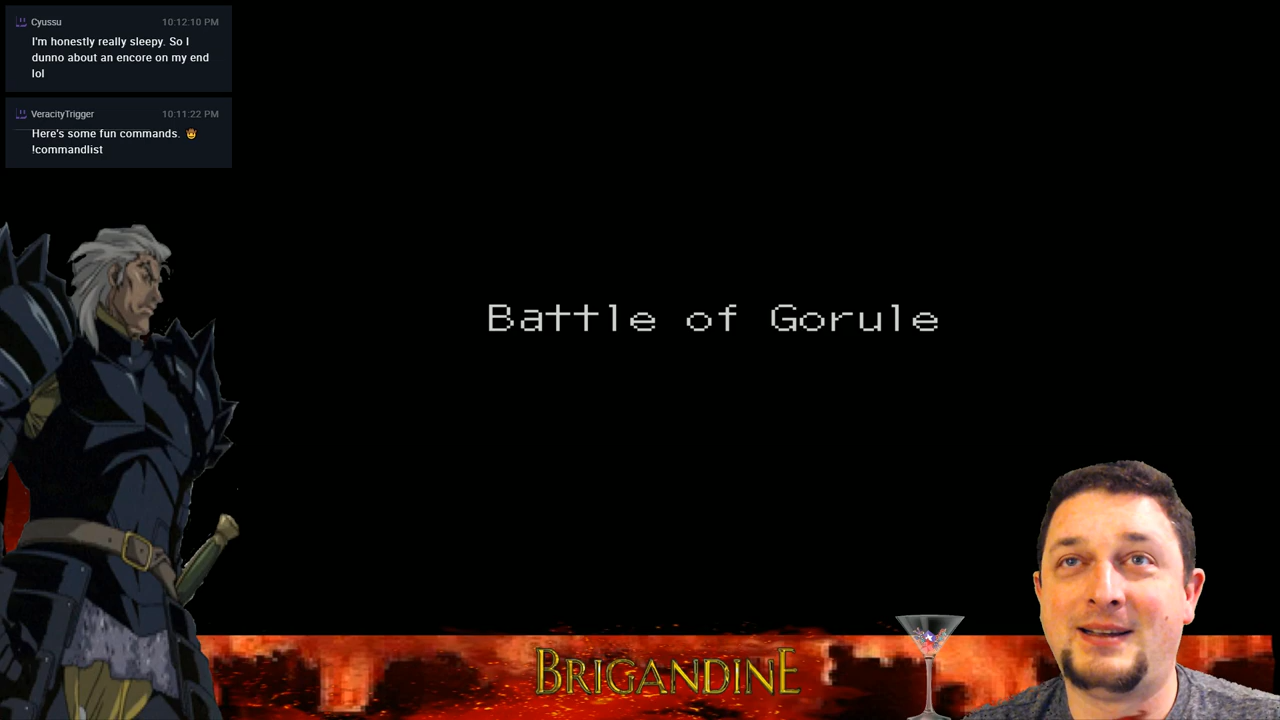 Cyussu 10:12:10 PM
I'm honestly really sleepy. So I
dunno about an encore on my end
lol
VeracityTrigger 10:11:22 PM
Here's some fun commands. 🤠
!commandlist
Battle of Gorule
BRIGANDINE